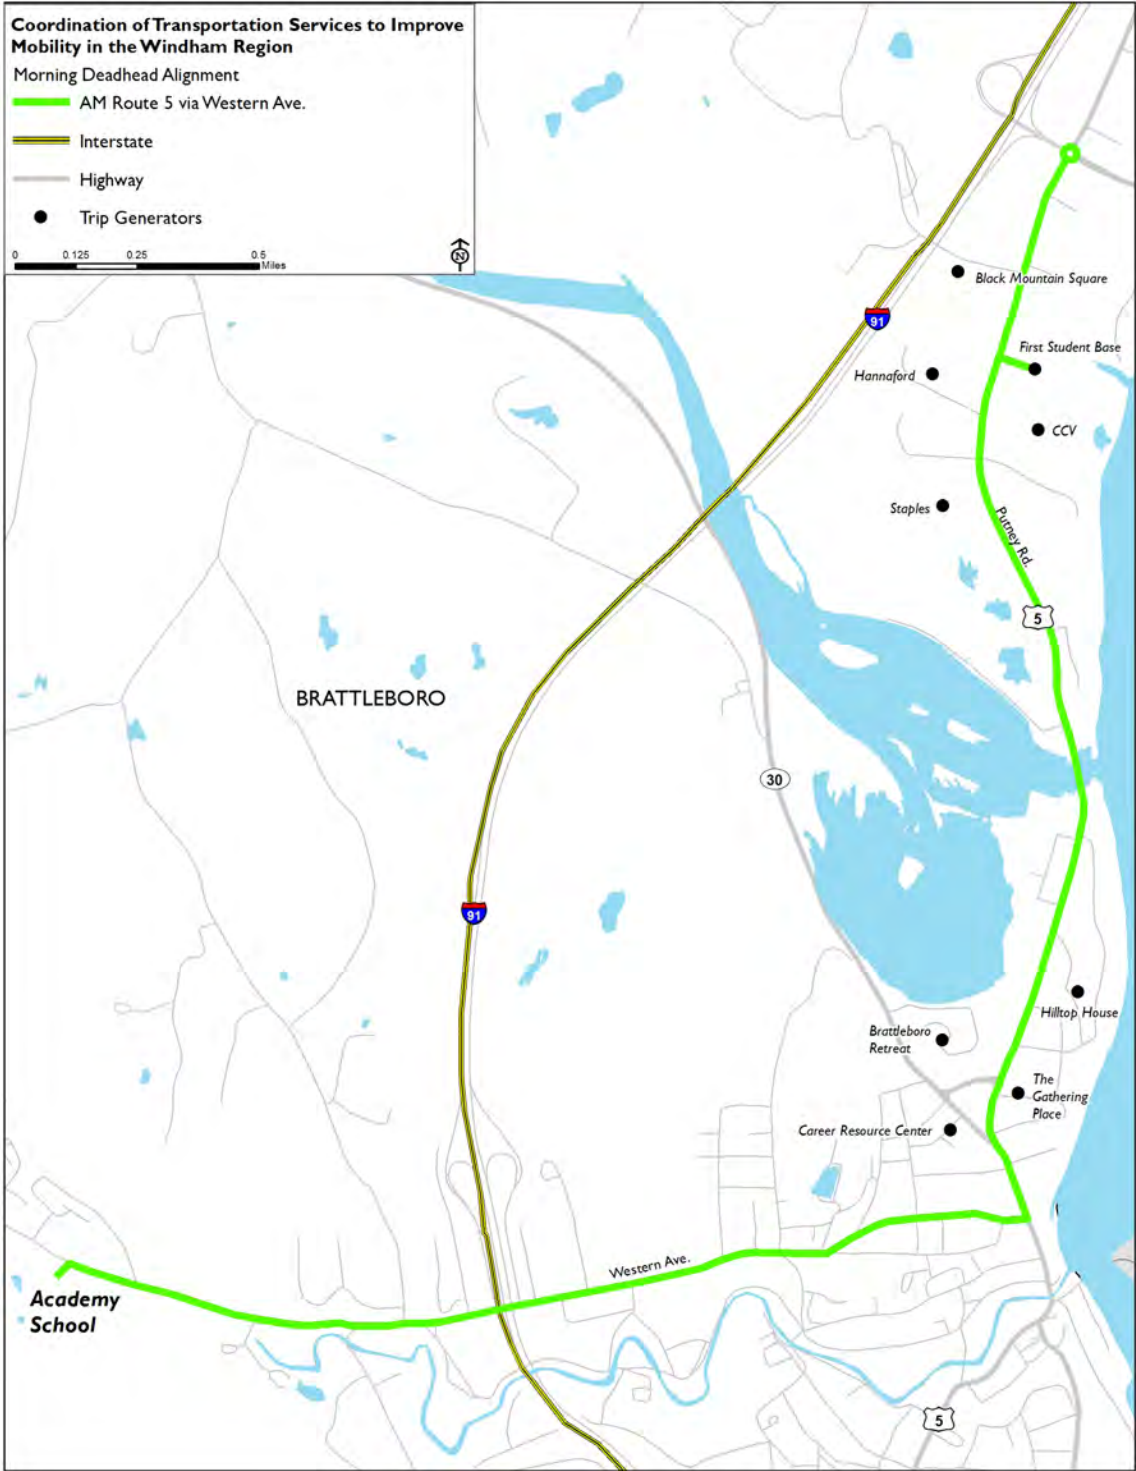 Coordination of Transportation Services to Improve
Mobility in the Windham Region
Morning Deadhead Alignment
AM Route 5 via Western Ave.
Interstate
Highway
Trip Generators
0 0.125 0.25 0.5
Miles
N
Black Mountain Square
91
First Student Base
Hannaford
CCV
Staples
Putney Rd.
5
BRATTLEBORO
30
91
Hilltop House
Brattleboro
Retreat
The
Gathering
Place
Career Resource Center
Western Ave.
Academy
School
5